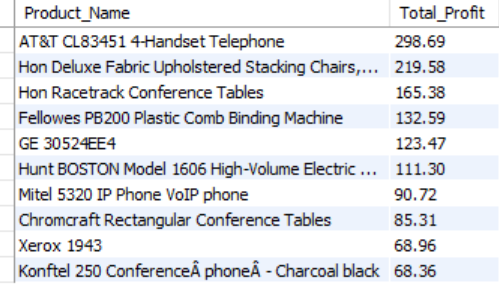 Product_Name Total_Profit
AT&T CL83451 4-Handset Telephone 298.69
Hon Deluxe Fabric Upholstered Stacking Chairs,... 219.58
Hon Racetrack Conference Tables 165.38
Fellowes PB200 Plastic Comb Binding Machine 132.59
GE 30524EE4 123.47
Hunt BOSTON Model 1606 High-Volume Electric ... 111.30
Mitel 5320 IP Phone VoIP phone 90.72
Chromcraft Rectangular Conference Tables 85.31
Xerox 1943 68.96
Konftel 250 ConferenceÂ phoneÂ - Charcoal black 68.36